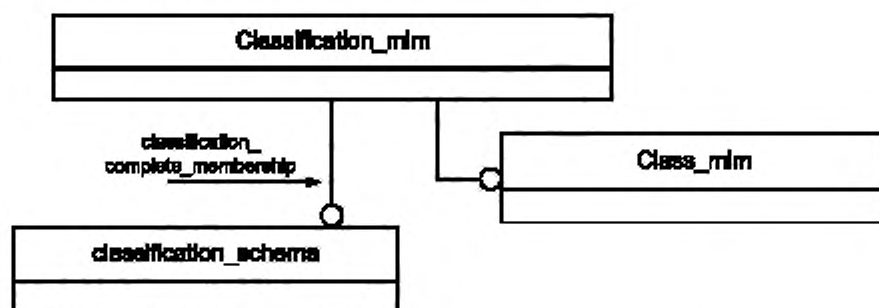 Classification_mim
classification_
complete_membership
Class_mim
classification_schema